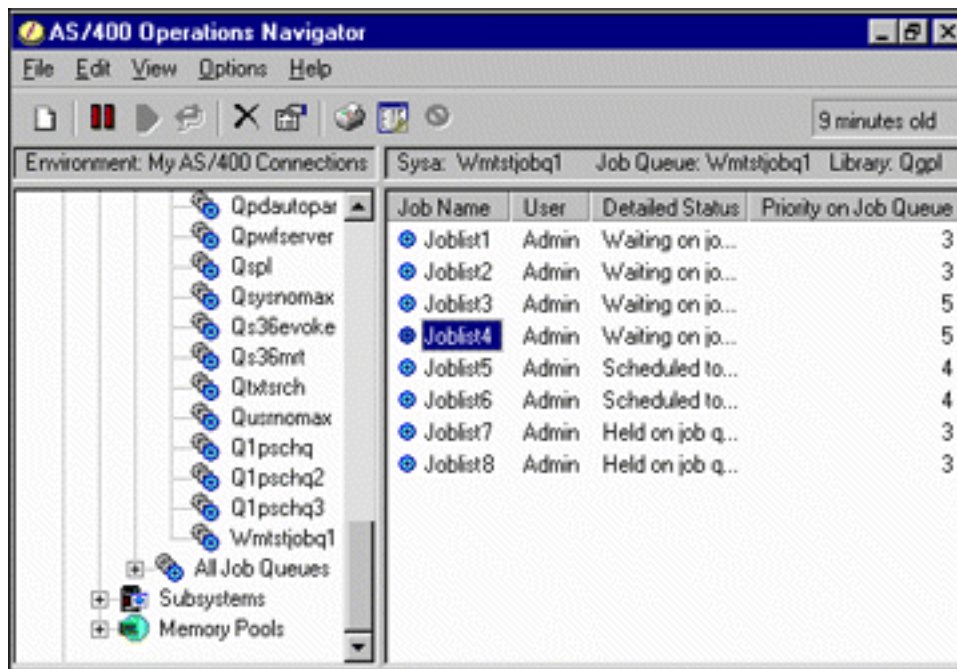 AS/400 Operations Navigator
File Edit View Options Help
9 minutes old
Environment: My AS/400 Connections
Sysa: Wmtstjobq1 Job Queue: Wmtstjobq1 Library: Qgpl
Qpdautopar
Qpwfserver
Qspl
Qsysnomax
Qs36evoke
Qs36mrt
Qtxtsrch
Qusrnomax
Q1pschq
Q1pschq2
Q1pschq3
Wmtstjobq1
All Job Queues
Subsystems
Memory Pools
Job Name User Detailed Status Priority on Job Queue
Joblist1 Admin Waiting on jo... 3
Joblist2 Admin Waiting on jo... 3
Joblist3 Admin Waiting on jo... 5
Joblist4 Admin Waiting on jo... 5
Joblist5 Admin Scheduled to... 4
Joblist6 Admin Scheduled to... 4
Joblist7 Admin Held on job q... 3
Joblist8 Admin Held on job q... 3